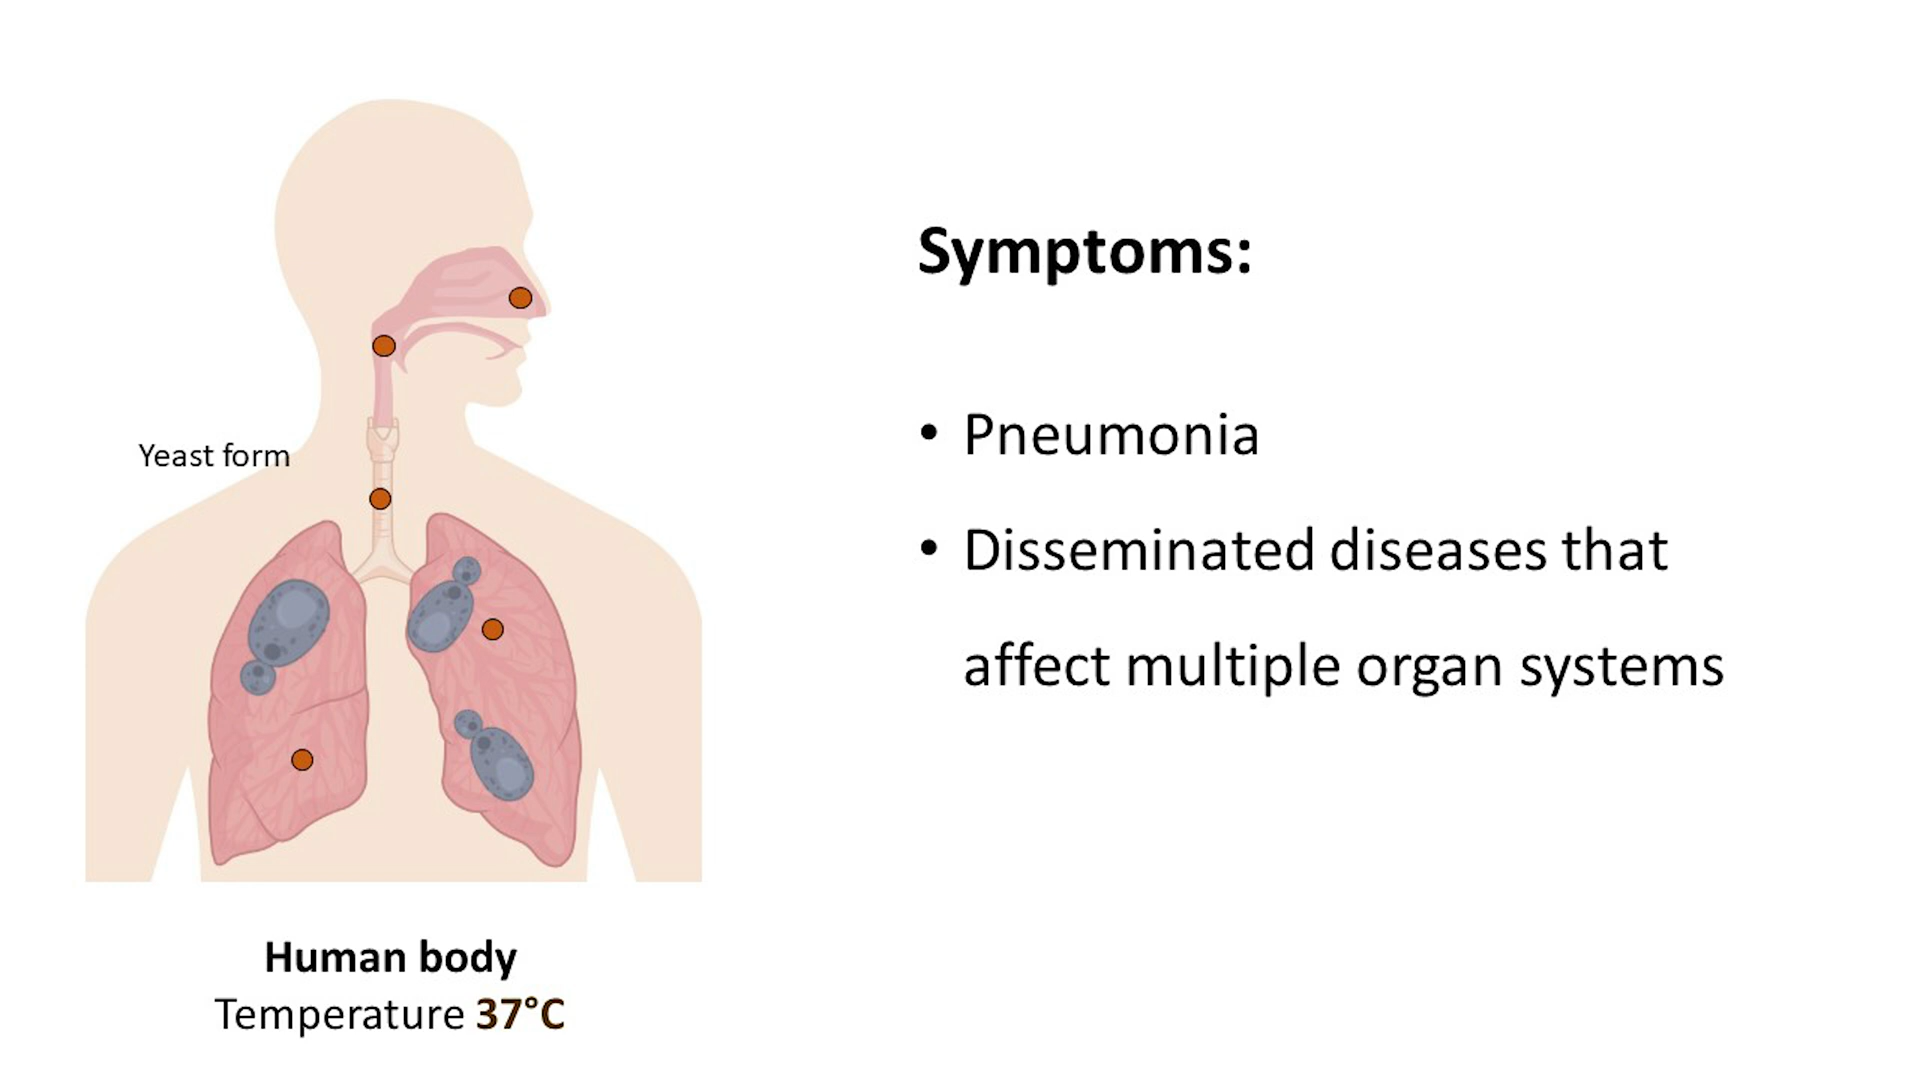 Symptoms:
• Pneumonia
• Disseminated diseases that
affect multiple organ systems
Yeast form
Human body
Temperature 37°C